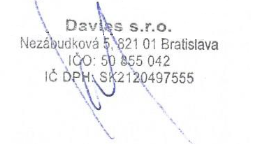 Davies s.r.o.
Nezábudková 5, 821 01 Bratislava
IČO: 50 855 042
IČ DPH: SK2120497555